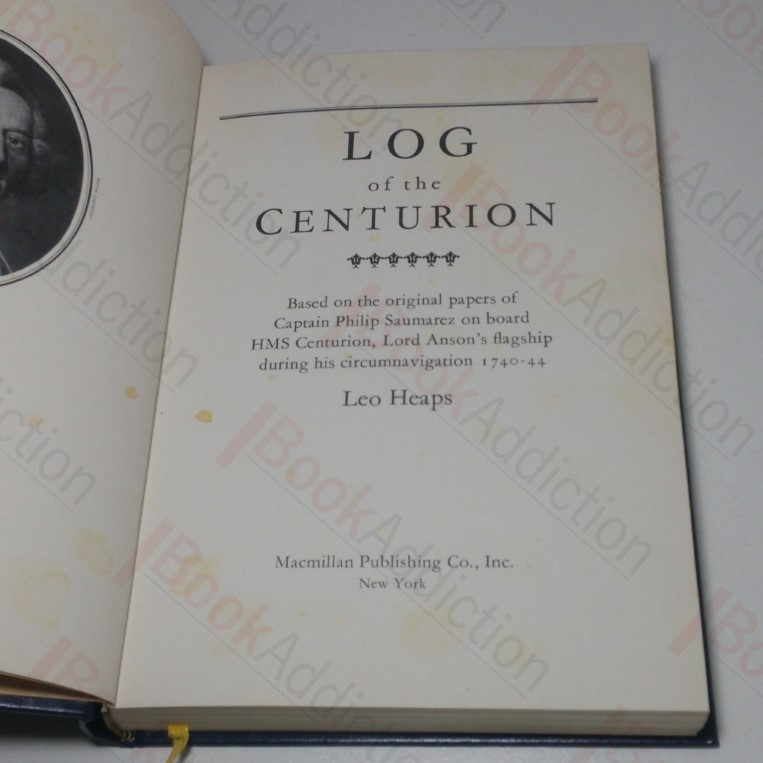 LOG
of the
CENTURION
Based on the original papers of
Captain Philip Saumarez on board
HMS Centurion, Lord Anson's flagship
during his circumnavigation 1740-44
Leo Heaps
Macmillan Publishing Co., Inc.
New York
BookAddiction